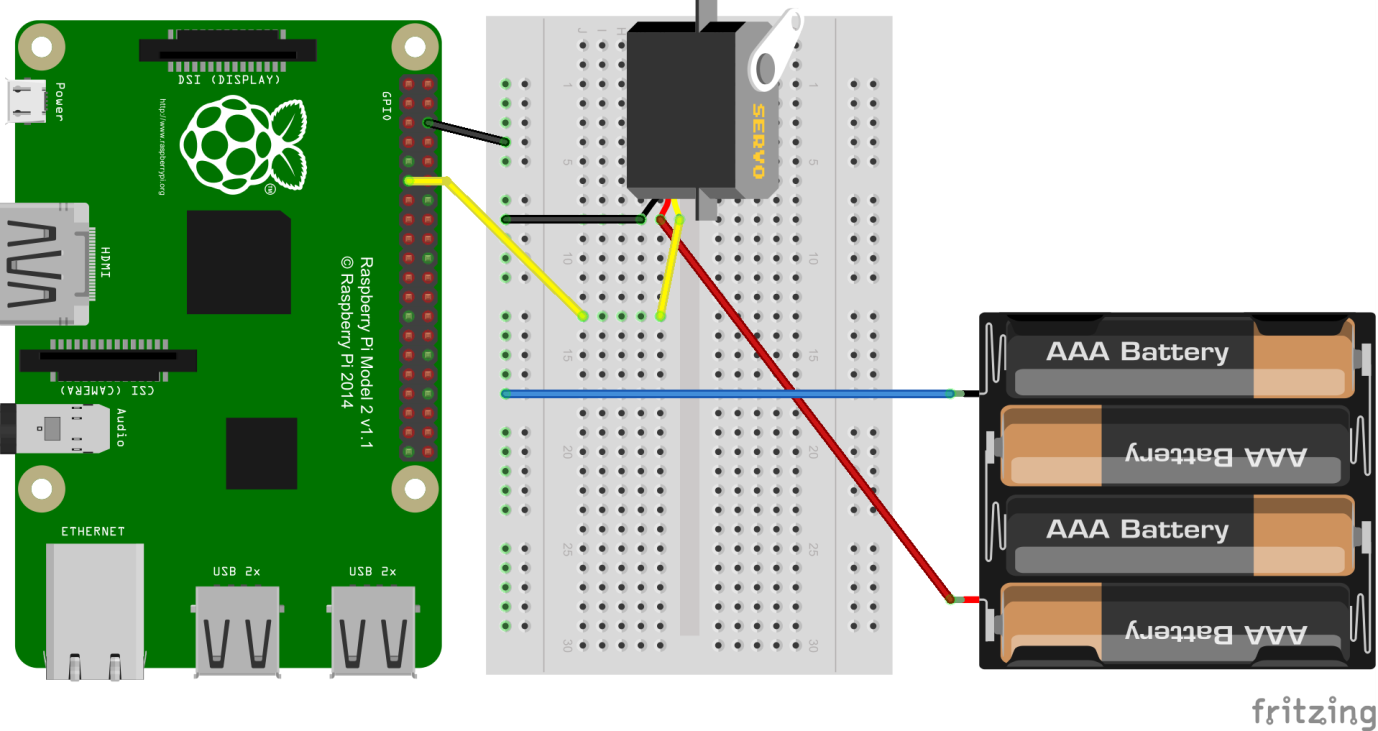 DSI (DISPLAY)
Power
GPIO
http://www.raspberrypi.org
TM
HDMI
Raspberry Pi Model 2 v1.1
© Raspberry Pi 2014
CSI (CAMERA)
Audio
ETHERNET
USB 2x
USB 2x
J I H
1 1
5 5
10 10
15 15
20 20
25 25
30 30
SERVO
AAA Battery
AAA Battery
AAA Battery
AAA Battery
fritzing